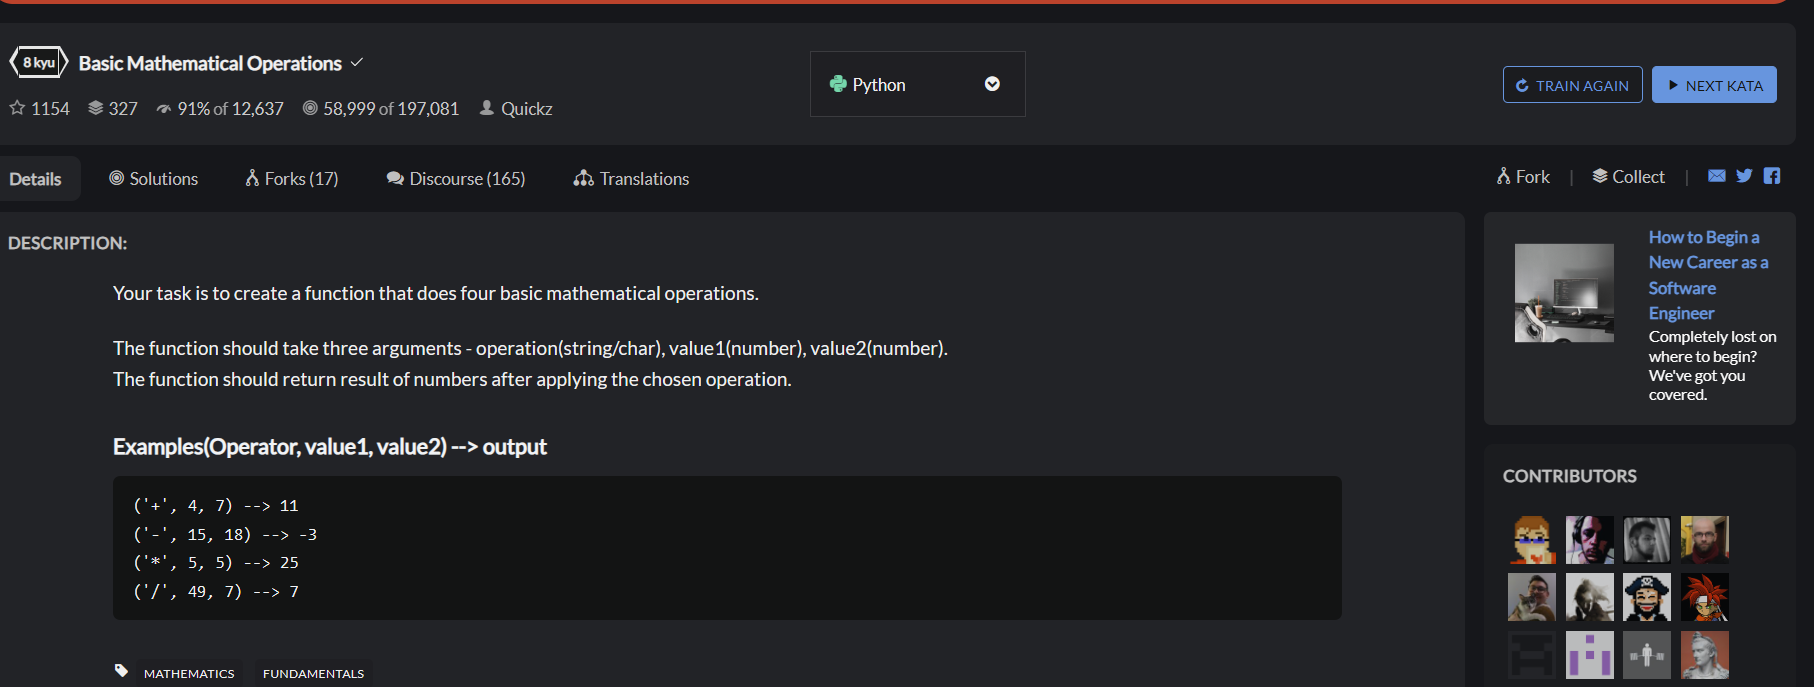 8 kyu
Basic Mathematical Operations
Python
TRAIN AGAIN
NEXT KATA
1154 327 91% of 12,637 58,999 of 197,081 Quickz
Details Solutions Forks (17) Discourse (165) Translations
Fork | Collect |
DESCRIPTION:
Your task is to create a function that does four basic mathematical operations.
The function should take three arguments - operation(string/char), value1(number), value2(number).
The function should return result of numbers after applying the chosen operation.
Examples(Operator, value1, value2) --> output
('+', 4, 7) --> 11
('-', 15, 18) --> -3
('*', 5, 5) --> 25
('/', 49, 7) --> 7
MATHEMATICS FUNDAMENTALS
How to Begin a
New Career as a
Software
Engineer
Completely lost on
where to begin?
We've got you
covered.
CONTRIBUTORS